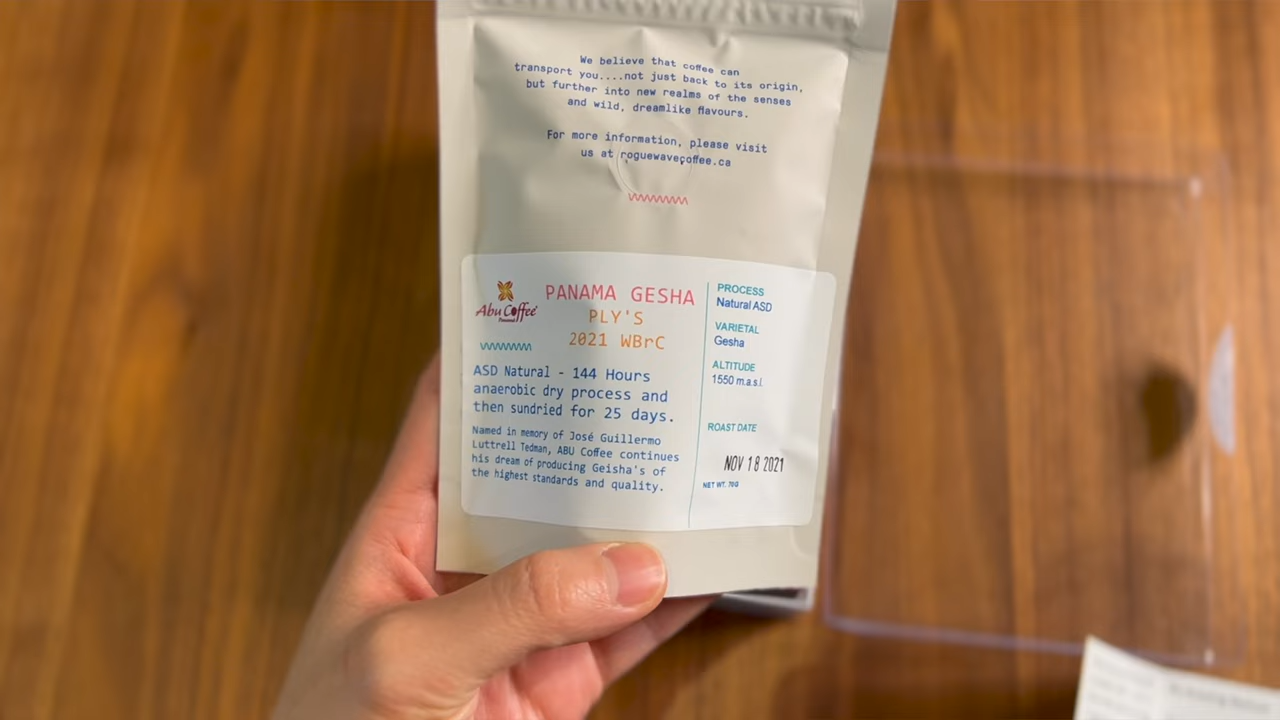 We believe that coffee can
transport you....not just back to its origin,
but further into new realms of the senses
and wild, dreamlike flavours.
For more information, please visit
us at roguewavecoffee.ca
Abu Coffee
PANAMA GESHA
PLY'S
2021 WBrC
ASD Natural - 144 Hours
anaerobic dry process and
then sundried for 25 days.
Named in memory of José Guillermo
Luttrell Tedman, ABU Coffee continues
his dream of producing Geisha's of
the highest standards and quality.
PROCESS
Natural ASD
VARIETAL
Gesha
ALTITUDE
1550 m.a.s.l.
ROAST DATE
NOV 18 2021
NET WT. 70G